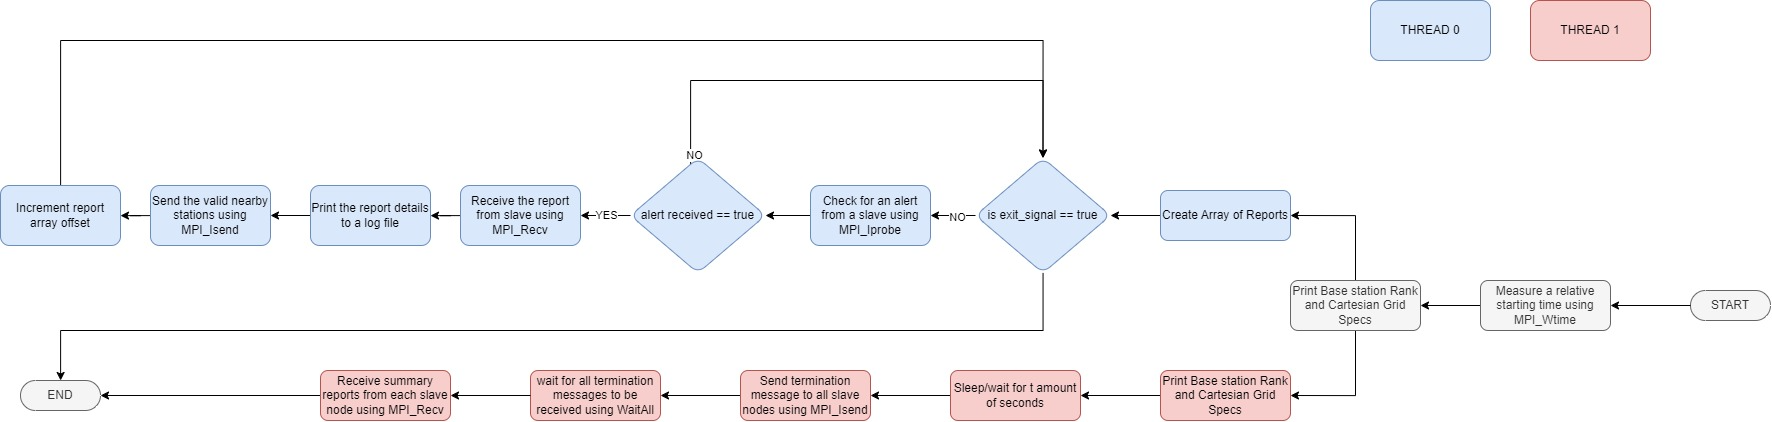 THREAD 0
THREAD 1
NO
Increment report
array offset
Send the valid nearby
stations using
MPI_Isend
Print the report details
to a log file
Receive the report
from slave using
MPI_Recv
YES
alert received == true
Check for an alert
from a slave using
MPI_Iprobe
NO
is exit_signal == true
Create Array of Reports
Print Base station Rank
and Cartesian Grid
Specs
Measure a relative
starting time using
MPI_Wtime
START
END
Receive summary
reports from each slave
node using MPI_Recv
wait for all termination
messages to be
received using WaitAll
Send termination
message to all slave
nodes using MPI_Isend
Sleep/wait for t amount
of seconds
Print Base station Rank
and Cartesian Grid
Specs